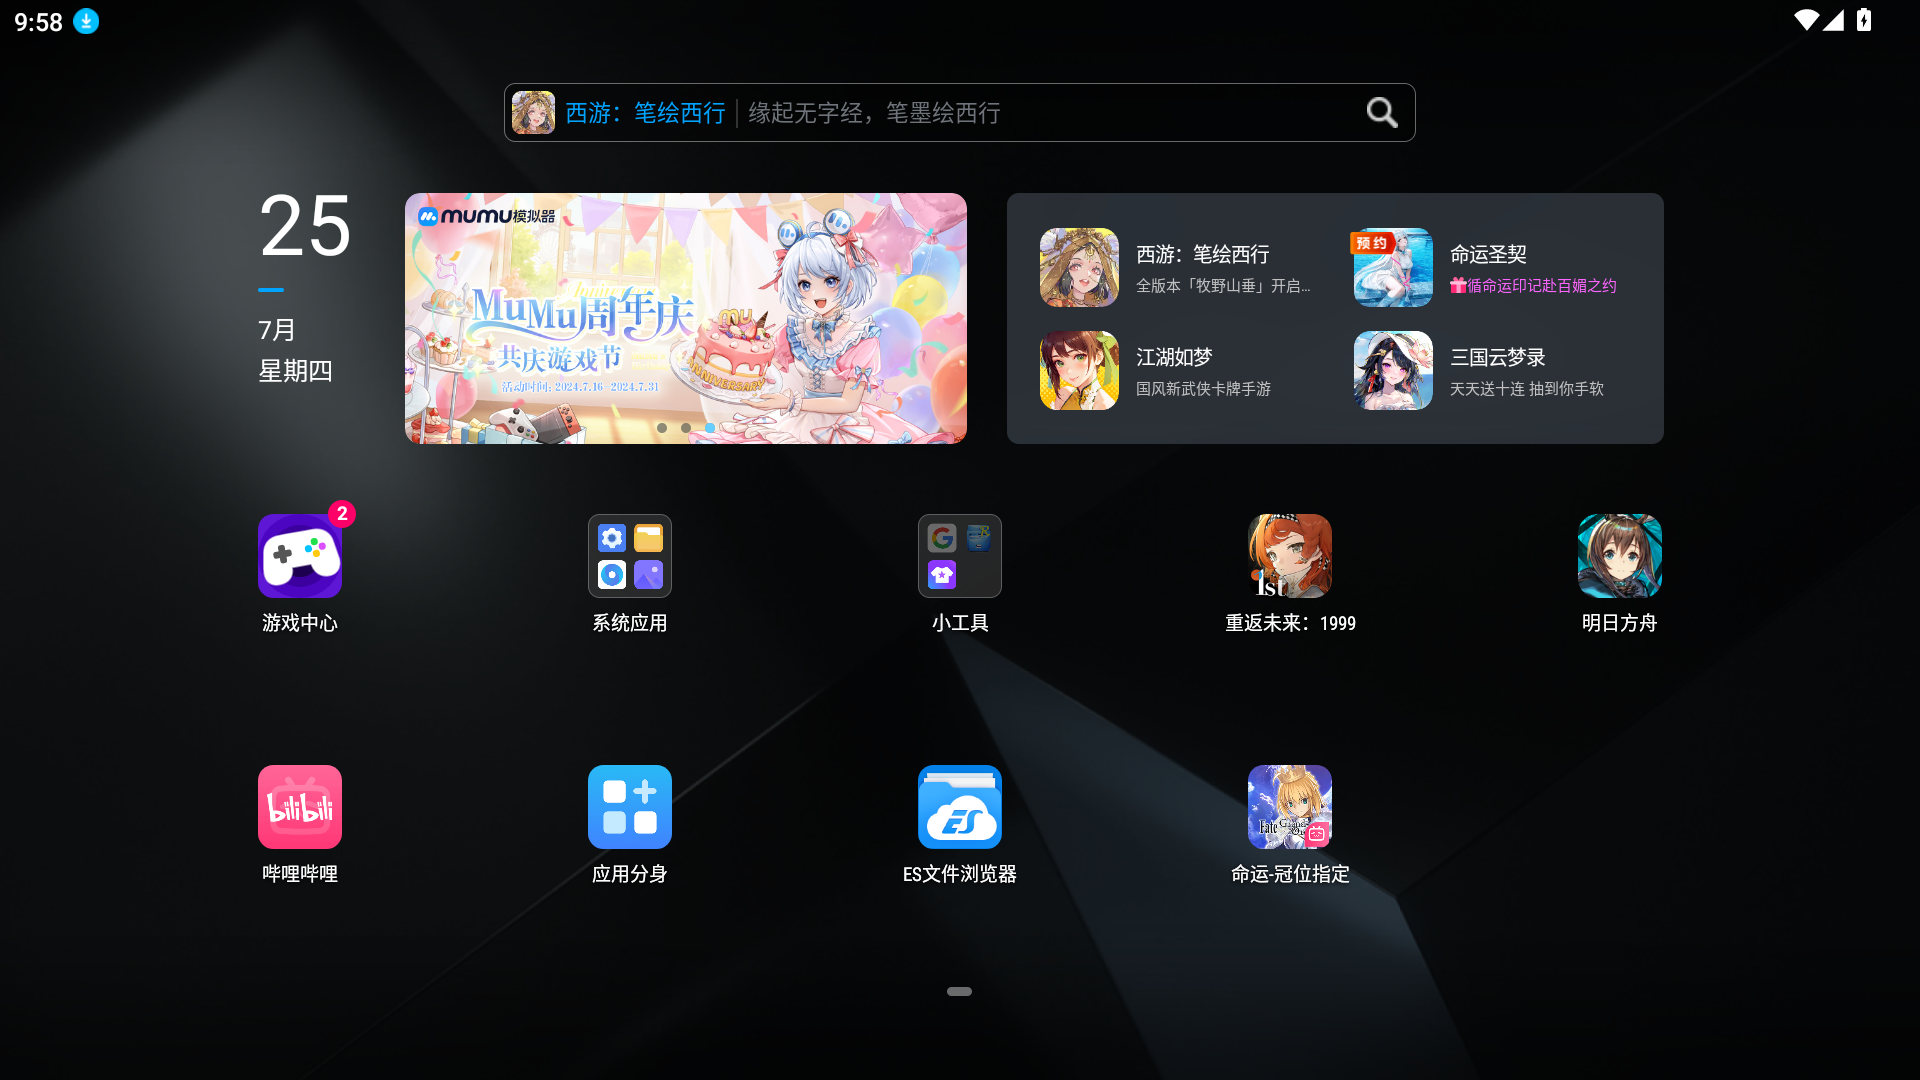 9:58
西游：笔绘西行 缘起无字经，笔墨绘西行
25
7月
星期四
mumu模拟器
MuMu周年庆
共庆游戏节
活动时间: 2024.7.16-2024.7.31
mu
ANNIVERSARY
西游：笔绘西行
全版本「牧野山垂」开启...
预约
命运圣契
循命运印记赴百媚之约
江湖如梦
国风新武侠卡牌手游
三国云梦录
天天送十连 抽到你手软
2
游戏中心
系统应用
G
小工具
1st
重返未来：1999
明日方舟
bilibili
哔哩哔哩
应用分身
ES
ES文件浏览器
Fate
命运-冠位指定